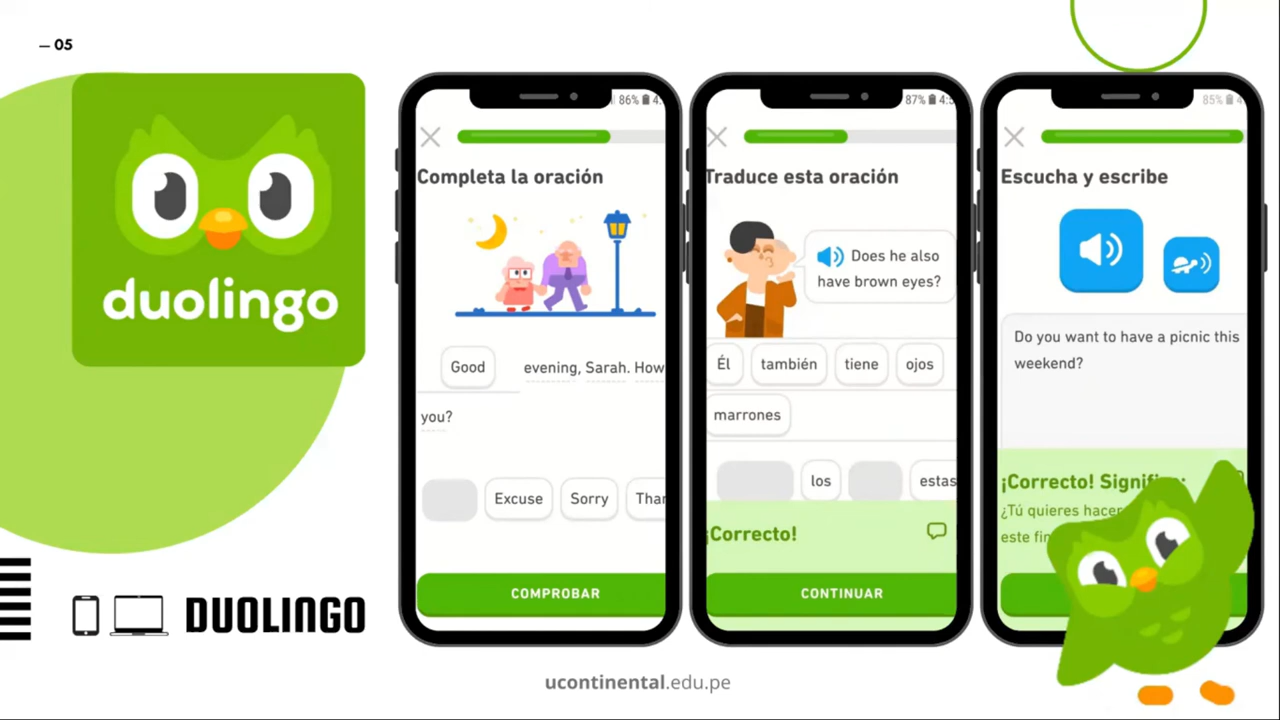 — 05
duolingo
DUOLINGO
86%
Completa la oración
Good evening, Sarah. How
you?
Excuse Sorry
COMPROBAR
87%
Traduce esta oración
Does he also
have brown eyes?
Él también tiene ojos
marrones
los estas
¡Correcto!
CONTINUAR
85%
Escucha y escribe
Do you want to have a picnic this
weekend?
¡Correcto!
¿Tú quieres hacer
este
ucontinental.edu.pe